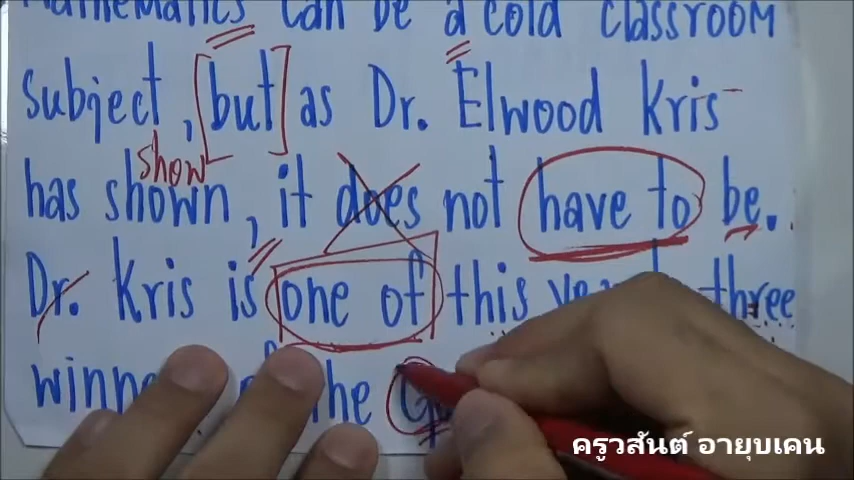 Mathematics can be a cold classroom
subject, but as Dr. Elwood Kris
show
has shown, it does not have to be.
Dr. Kris is one of this three
the
ครูวสันต์ อายุบเคน